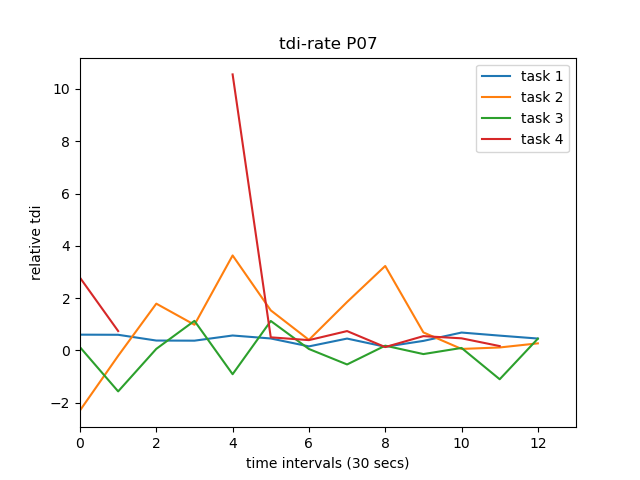 tdi-rate P07
relative tdi
10
8
6
4
2
0
−2
task 1
task 2
task 3
task 4
0 2 4 6 8 10 12
time intervals (30 secs)